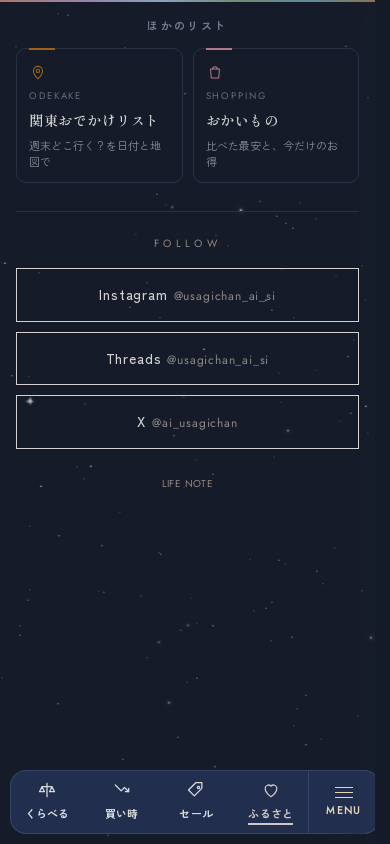 ほかのリスト
ODEKAKE
関東おでかけリスト
週末どこ行く？を日付と地
図で
SHOPPING
おかいもの
比べた最安と、今だけのお
得
FOLLOW
Instagram @usagichan_ai_si
Threads @usagichan_ai_si
X @ai_usagichan
LIFE NOTE
くらべる
買い時
セール
ふるさと
MENU